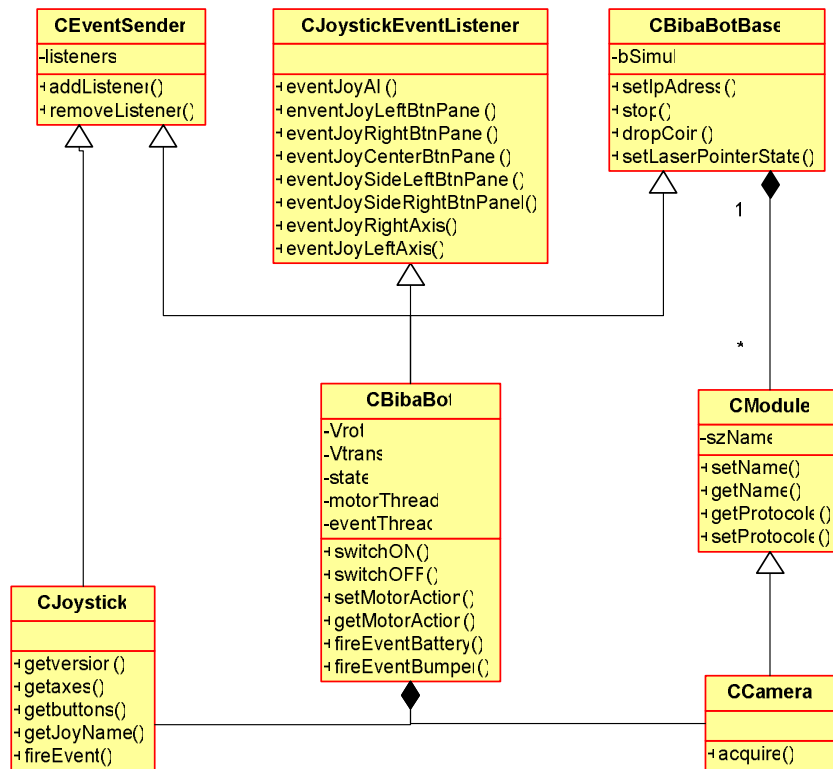 CEventSender
-listeners
+addListener()
+removeListener()
CJoystickEventListener
+eventJoyAl()
+enventJoyLeftBtnPane()
+eventJoyRightBtnPane()
+eventJoyCenterBtnPane()
+eventJoySideLeftBtnPane()
+eventJoySideRightBtnPanel()
+eventJoyRightAxis()
+eventJoyLeftAxis()
CBibaBotBase
-bSimul
+setIpAdress()
+stop()
+dropCoin()
+setLaserPointerState()
1
*
CBibaBot
-Vrot
-Vtrans
-state
-motorThread
-eventThread
+switchON()
+switchOFF()
+setMotorAction()
+getMotorAction()
+fireEventBattery()
+fireEventBumper()
CModule
-szName
+setName()
+getName()
+getProtocole()
+setProtocole()
CJoystick
+getversion()
+getaxes()
+getbuttons()
+getJoyName()
+fireEvent()
CCamera
+acquire()